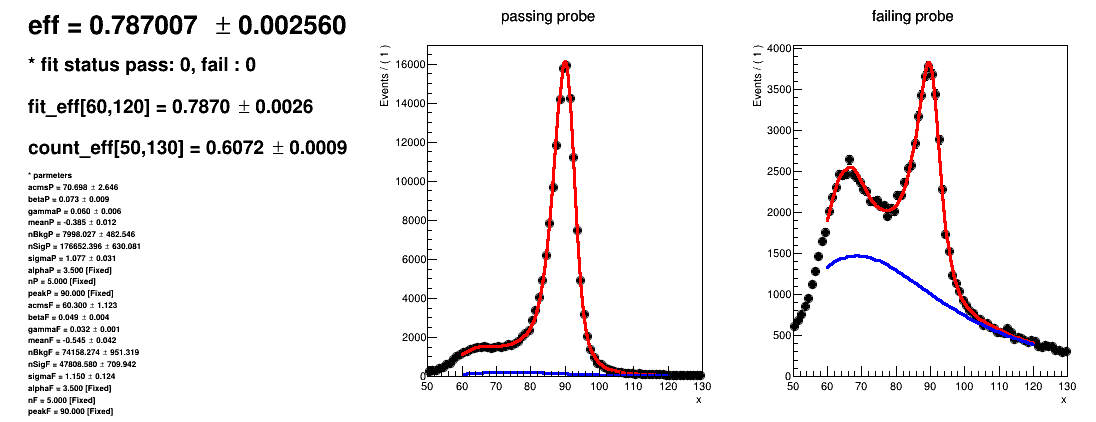 eff = 0.787007 ± 0.002560
* fit status pass: 0, fail : 0
fit_eff[60,120] = 0.7870 ± 0.0026
count_eff[50,130] = 0.6072 ± 0.0009
* parmeters
acmsP = 70.698 ± 2.646
betaP = 0.073 ± 0.009
gammaP = 0.060 ± 0.006
meanP = -0.385 ± 0.012
nBkgP = 7998.027 ± 482.546
nSigP = 176652.396 ± 630.081
sigmaP = 1.077 ± 0.031
alphaP = 3.500 [Fixed]
nP = 5.000 [Fixed]
peakP = 90.000 [Fixed]
acmsF = 60.300 ± 1.123
betaF = 0.049 ± 0.004
gammaF = 0.032 ± 0.001
meanF = -0.545 ± 0.042
nBkgF = 74158.274 ± 951.319
nSigF = 47808.580 ± 709.942
sigmaF = 1.150 ± 0.124
alphaF = 3.500 [Fixed]
nF = 5.000 [Fixed]
peakF = 90.000 [Fixed]
passing probe
Events / ( 1 )
16000
14000
12000
10000
8000
6000
4000
2000
0
50 60 70 80 90 100 110 120 130
x
failing probe
Events / ( 1 )
4000
3500
3000
2500
2000
1500
1000
500
0
50 60 70 80 90 100 110 120 130
x